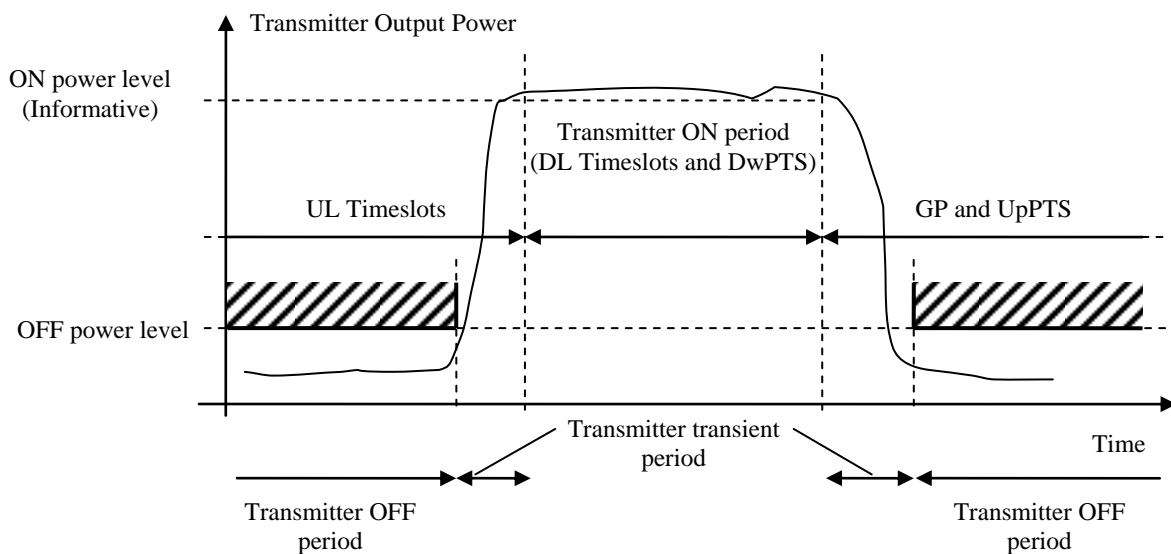 Transmitter Output Power
ON power level
(Informative)
Transmitter ON period
(DL Timeslots and DwPTS)
UL Timeslots
GP and UpPTS
OFF power level
Transmitter transient
period
Time
Transmitter OFF
period
Transmitter OFF
period